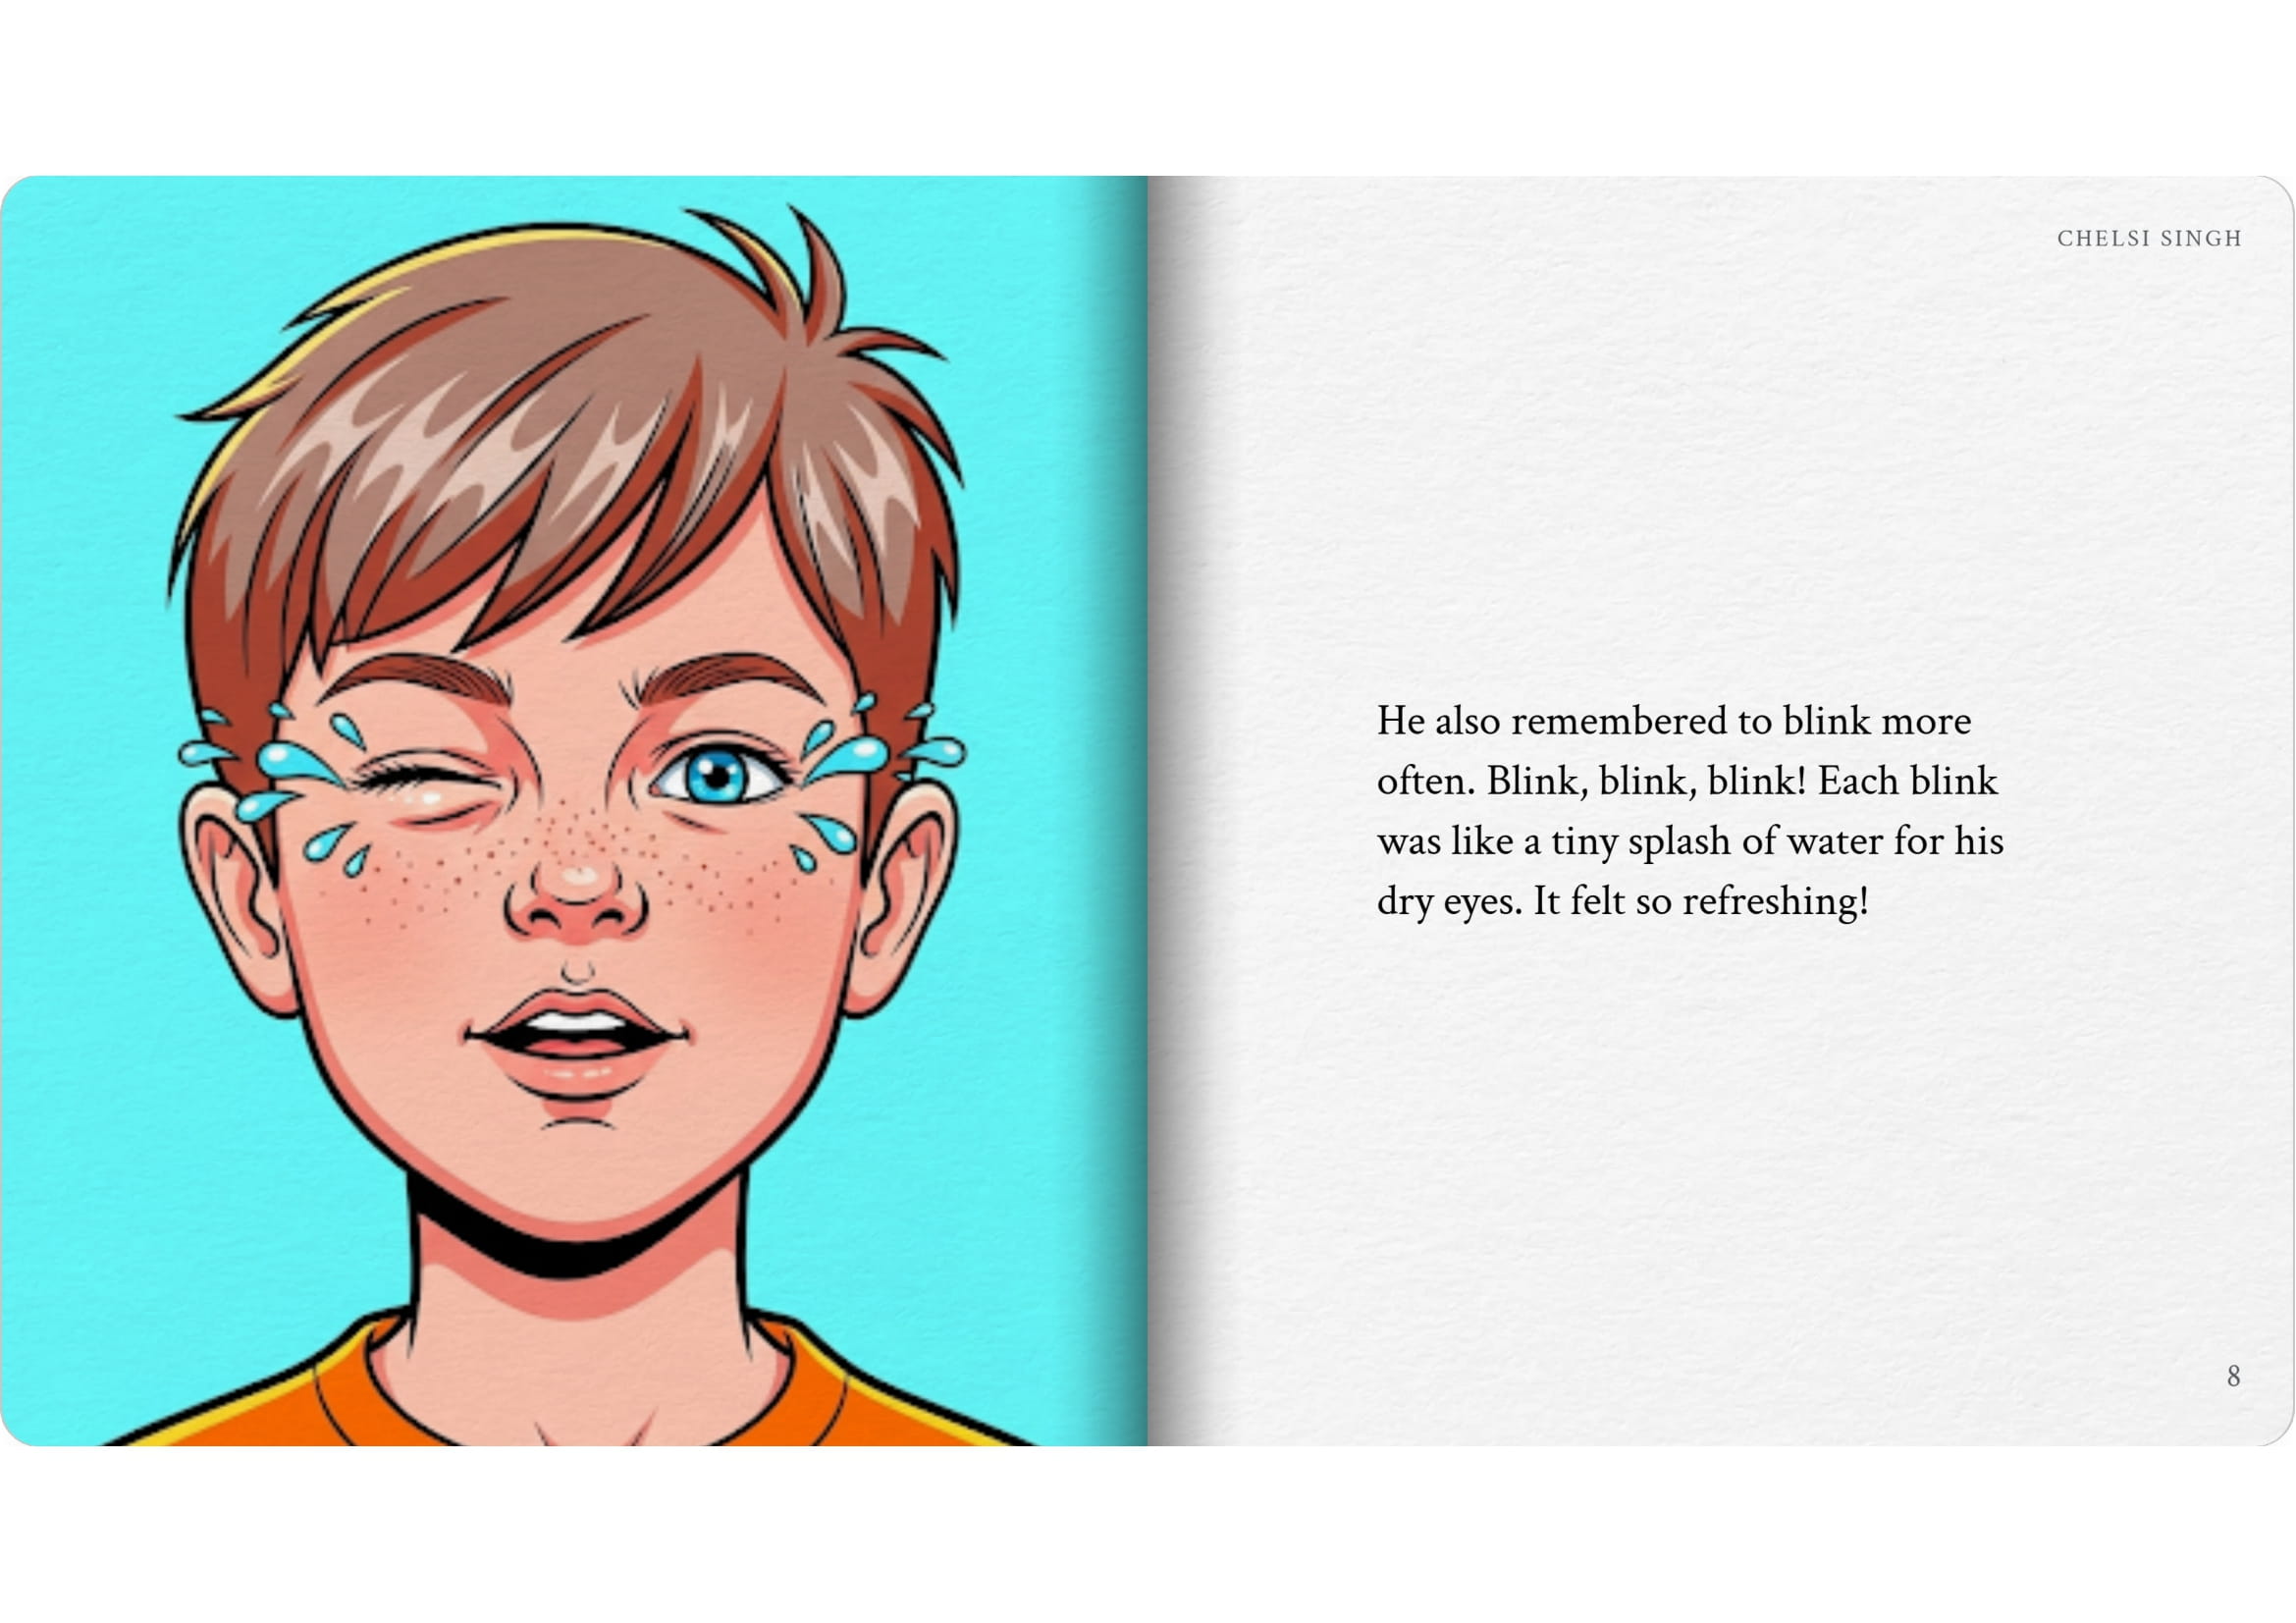 CHELSI SINGH
He also remembered to blink more
often. Blink, blink, blink! Each blink
was like a tiny splash of water for his
dry eyes. It felt so refreshing!
8